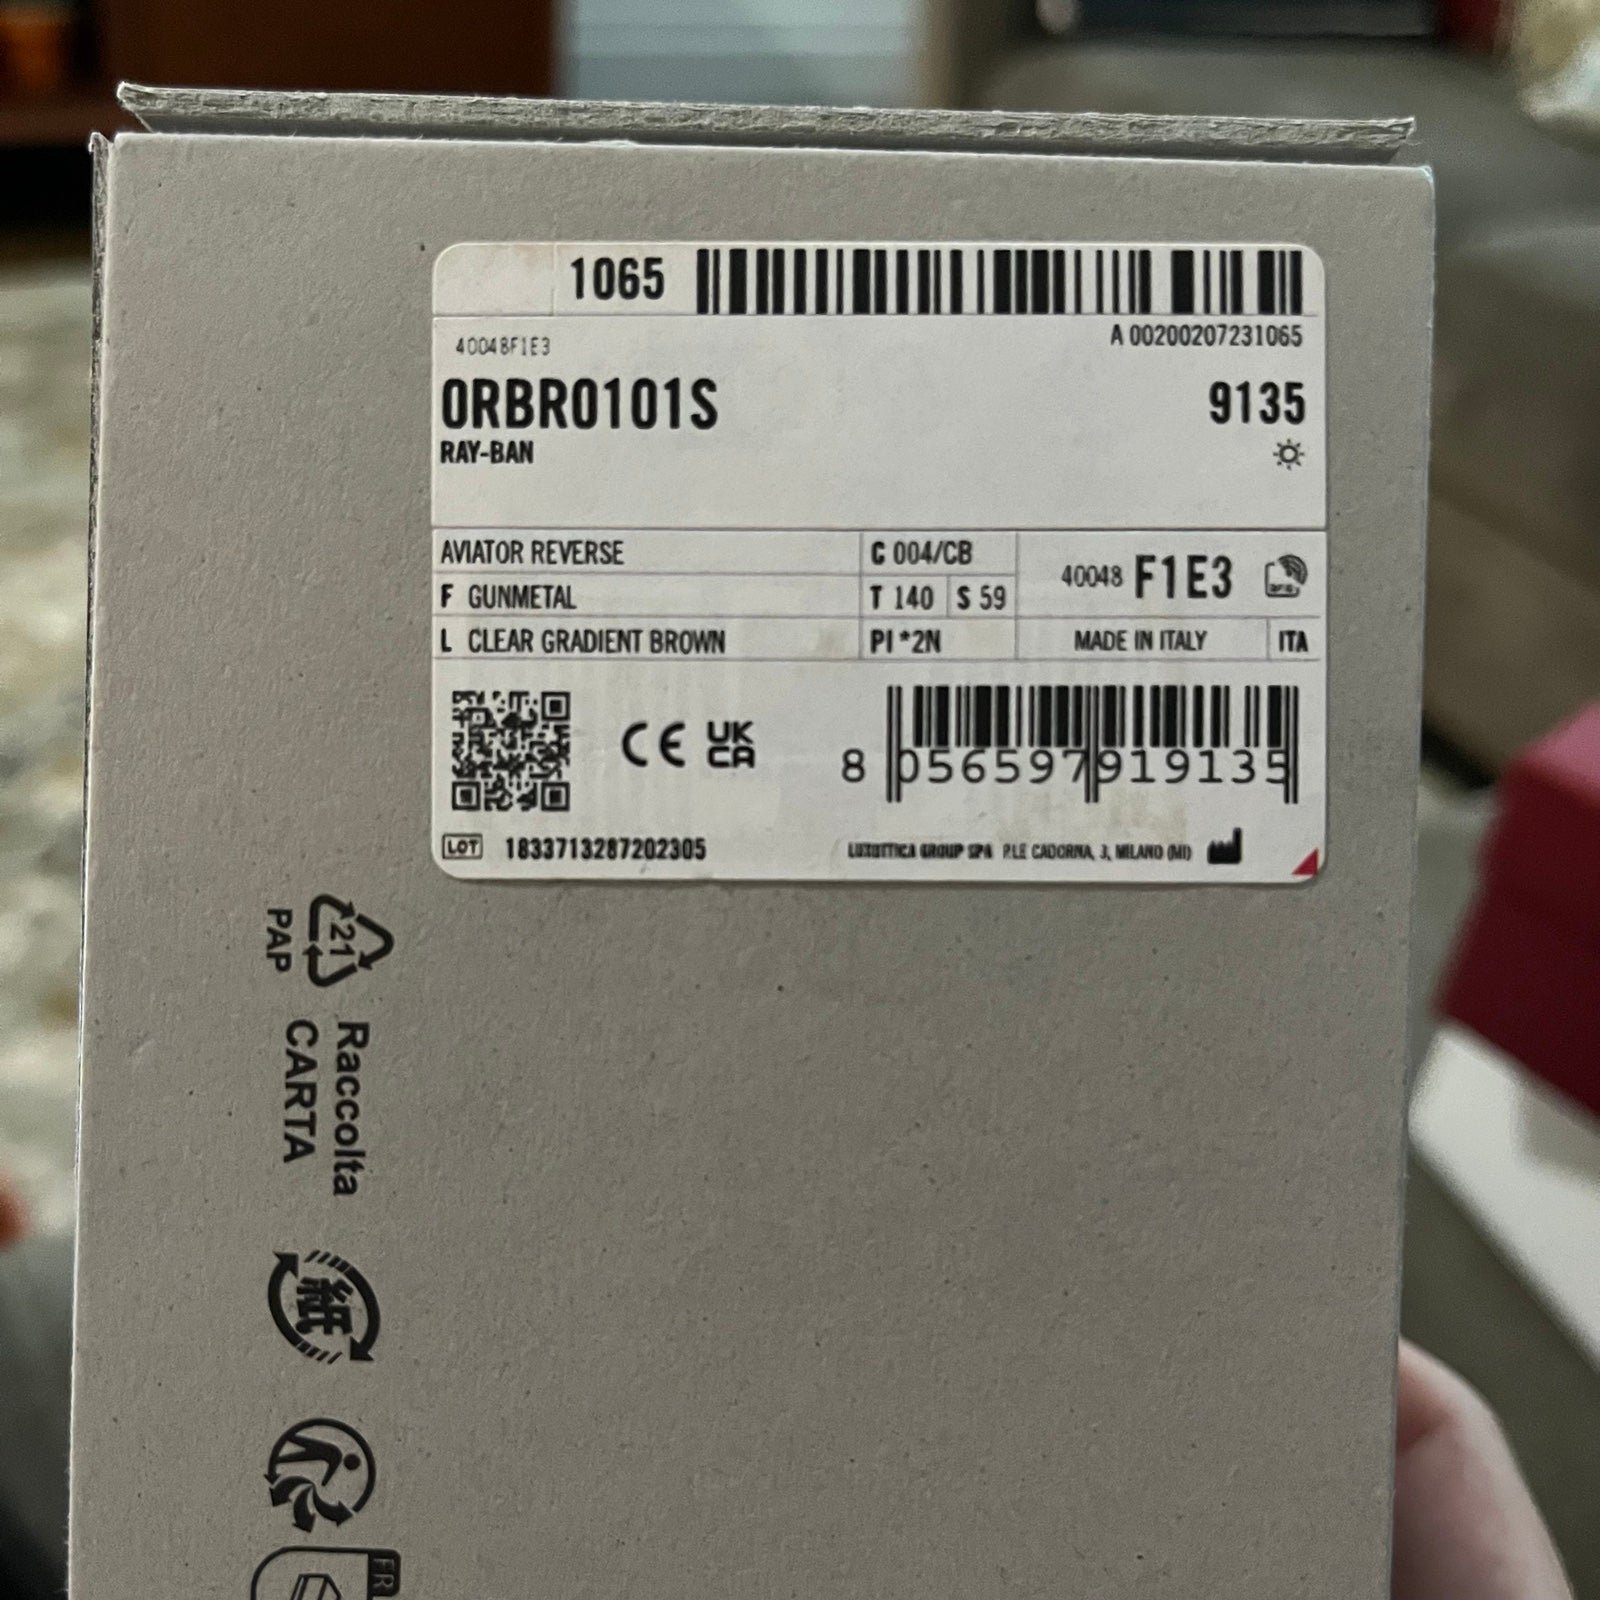 1065
A 00200207231065
40048F1E3
0RBR0101S
9135
RAY-BAN
AVIATOR REVERSE
C 004/CB
40048 F1E3
F GUNMETAL
T 140
S 59
L CLEAR GRADIENT BROWN
PI *2N
MADE IN ITALY
ITA
CE
UK
CA
8 056597 919135
LOT 1833713287202305
LUXOTTICA GROUP SPA P.LE CADORNA, 3, MILANO (MI)
21
PAP
Raccolta
CARTA
紙
FR